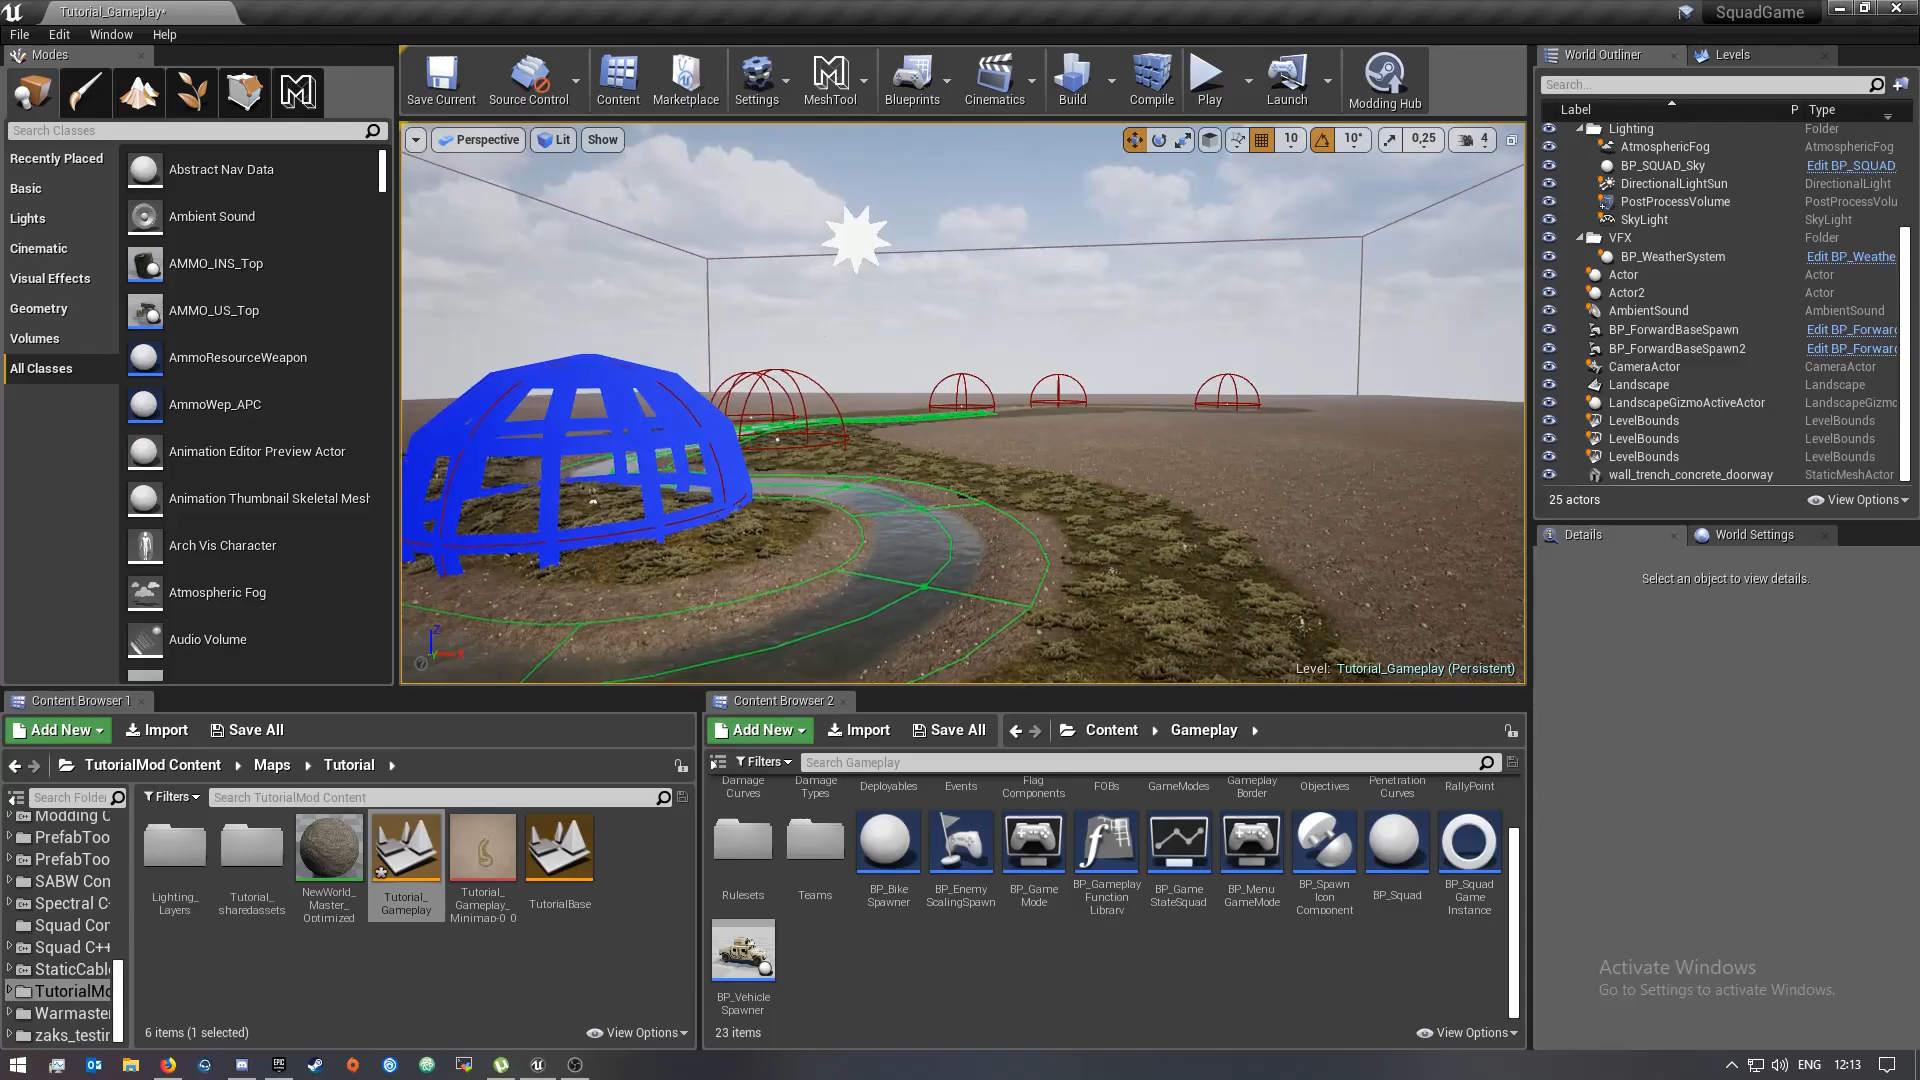 Tutorial_Gameplay*
SquadGame
File Edit Window Help
Modes
Search Classes
Recently Placed
Basic
Lights
Cinematic
Visual Effects
Geometry
Volumes
All Classes
Abstract Nav Data
Ambient Sound
AMMO_INS_Top
AMMO_US_Top
AmmoResourceWeapon
AmmoWep_APC
Animation Editor Preview Actor
Animation Thumbnail Skeletal Mesh
Arch Vis Character
Atmospheric Fog
Audio Volume
Save Current Source Control Content Marketplace Settings MeshTool Blueprints Cinematics Build Compile Play Launch Modding Hub
Perspective Lit Show
10 10° 0,25 4
Level: Tutorial_Gameplay (Persistent)
World Outliner Levels
Search...
Label P Type
Lighting Folder
AtmosphericFog AtmosphericFog
BP_SQUAD_Sky Edit BP_SQUAD
DirectionalLightSun DirectionalLight
PostProcessVolume PostProcessVolu
SkyLight SkyLight
VFX Folder
BP_WeatherSystem Edit BP_Weathe
Actor Actor
Actor2 Actor
AmbientSound AmbientSound
BP_ForwardBaseSpawn Edit BP_Forward
BP_ForwardBaseSpawn2 Edit BP_Forward
CameraActor CameraActor
Landscape Landscape
LandscapeGizmoActiveActor LandscapeGizmo
LevelBounds LevelBounds
LevelBounds LevelBounds
LevelBounds LevelBounds
wall_trench_concrete_doorway StaticMeshActor
25 actors View Options
Details World Settings
Select an object to view details.
Content Browser 1
Add New Import Save All
TutorialMod Content Maps Tutorial
Search Folder Filters Search TutorialMod Content
Modding C
PrefabToo
PrefabToo
SABW Con
Spectral C
Squad Cor
Squad C++
StaticCabl
TutorialMo
Warmaste
zaks_testir
Lighting_
Layers
Tutorial_
sharedassets
NewWorld_
Master_
Optimized
Tutorial_
Gameplay
Tutorial_
Gameplay_
Minimap-0_0
TutorialBase
6 items (1 selected) View Options
Content Browser 2
Add New Import Save All Content Gameplay
Filters Search Gameplay
Damage
Curves
Damage
Types
Deployables
Events
Flag
Components
FOBs
GameModes
Gameplay
Border
Objectives
Penetration
Curves
RallyPoint
Rulesets
Teams
BP_Bike
Spawner
BP_Enemy
ScalingSpawn
BP_Game
Mode
BP_Gameplay
Function
Library
BP_Game
StateSquad
BP_Menu
GameMode
BP_Spawn
Icon
Component
BP_Squad
BP_Squad
Game
Instance
BP_Vehicle
Spawner
23 items View Options
Activate Windows
Go to Settings to activate Windows.
ENG 12:13